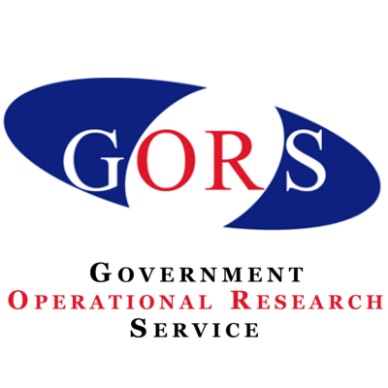 GORS
GOVERNMENT
OPERATIONAL RESEARCH
SERVICE